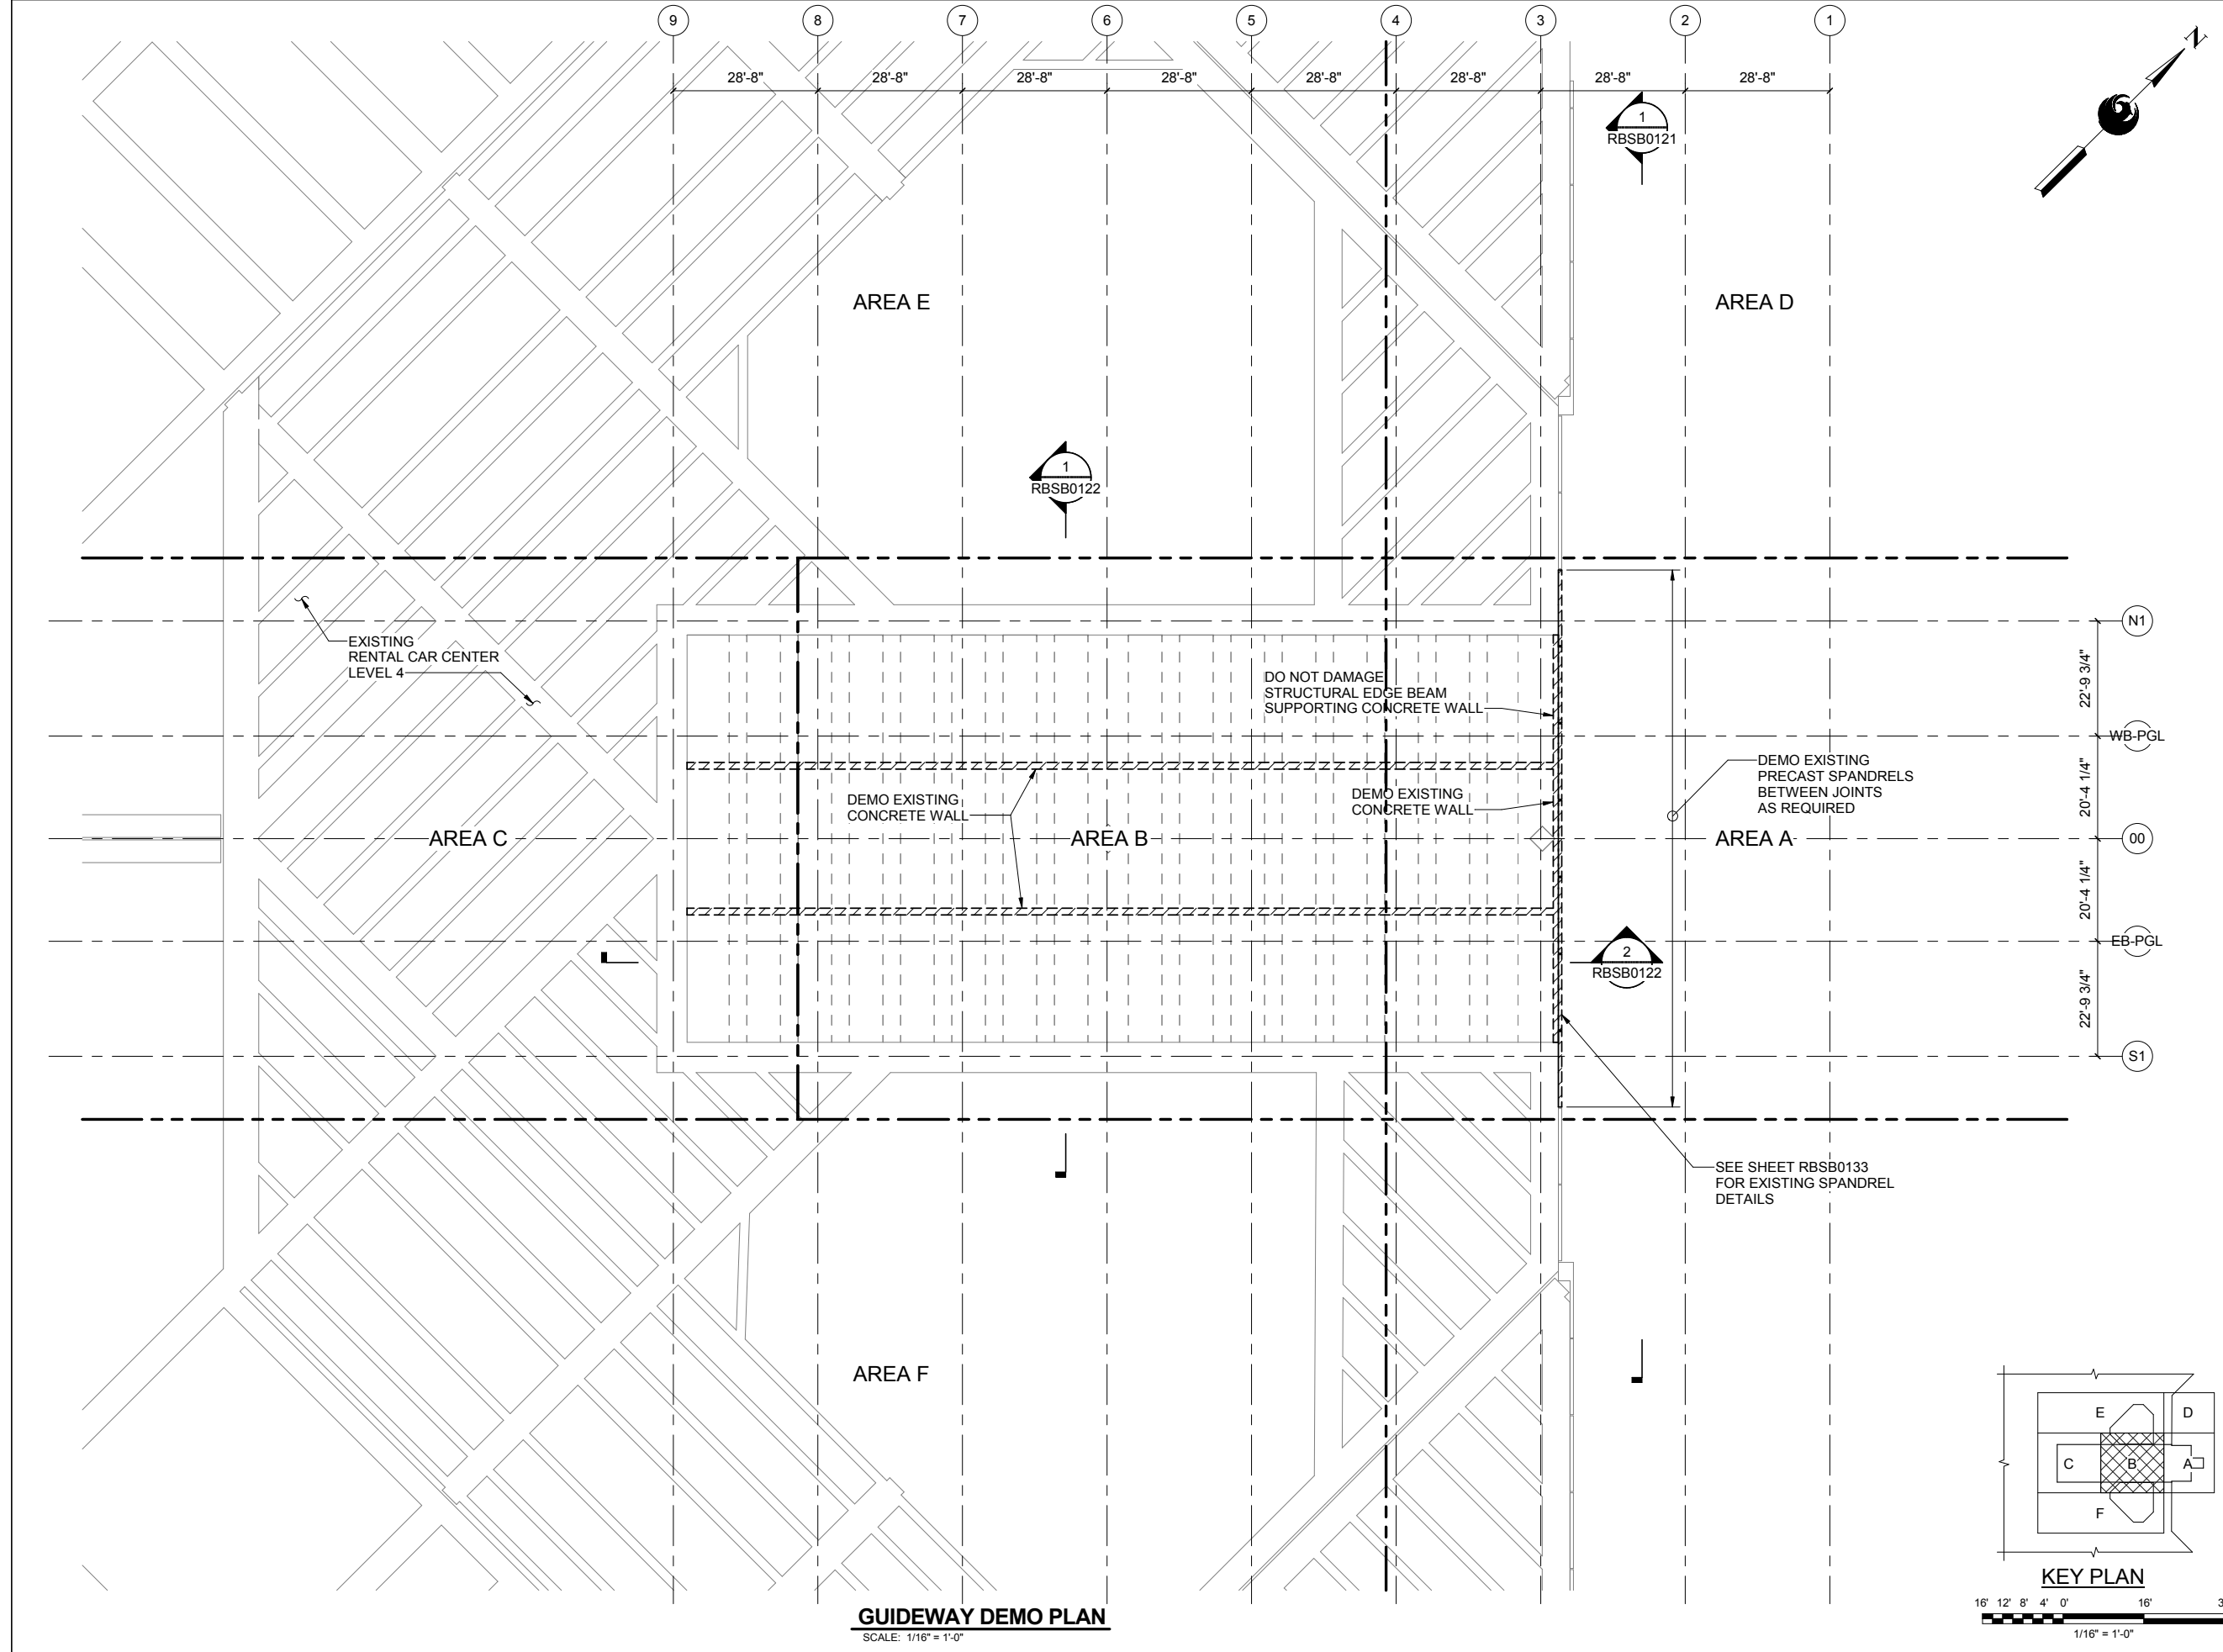 9 8 7 6 5 4 3 2 1
28'-8" 28'-8" 28'-8" 28'-8" 28'-8" 28'-8" 28'-8" 28'-8"
N
1
RBSB0121
AREA E
AREA D
1
RBSB0122
N1
EXISTING
RENTAL CAR CENTER
LEVEL 4
DO NOT DAMAGE
STRUCTURAL EDGE BEAM
SUPPORTING CONCRETE WALL
22'-9 3/4"
WB-PGL
DEMO EXISTING
PRECAST SPANDRELS
BETWEEN JOINTS
AS REQUIRED
DEMO EXISTING
CONCRETE WALL
DEMO EXISTING
CONCRETE WALL
20'-4 1/4"
AREA C
AREA B
AREA A
00
20'-4 1/4"
EB-PGL
2
RBSB0122
22'-9 3/4"
S1
SEE SHEET RBSB0133
FOR EXISTING SPANDREL
DETAILS
AREA F
E D
C B A
F
KEY PLAN
16' 12' 8' 4' 0' 16'
1/16" = 1'-0"
GUIDEWAY DEMO PLAN
SCALE: 1/16" = 1'-0"